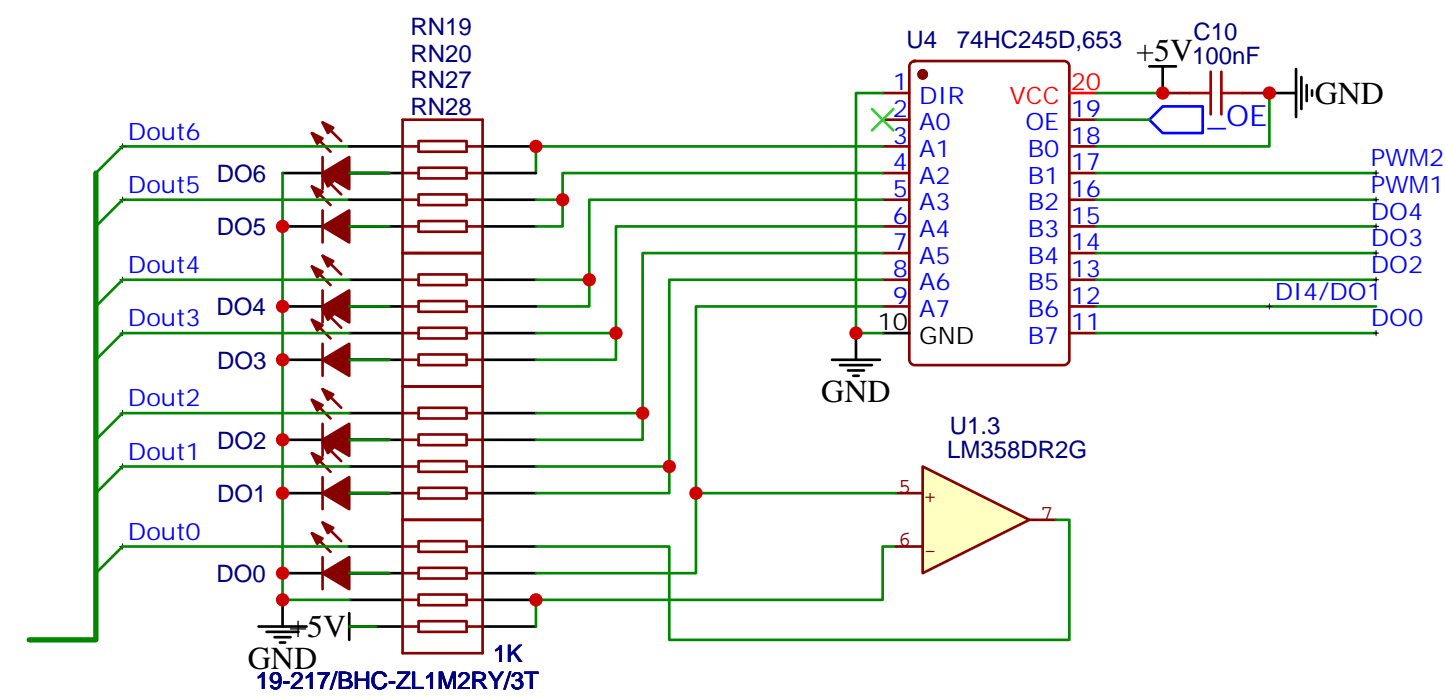 RN19
RN20
RN27
RN28
U4 74HC245D,653
C10
100nF
+5V
GND
1 DIR VCC 20
2 A0 OE 19 _OE
3 A1 B0 18
4 A2 B1 17 PWM2
5 A3 B2 16 PWM1
6 A4 B3 15 DO4
7 A5 B4 14 DO3
8 A6 B5 13 DO2
9 A7 B6 12 DI4/DO1
10 GND B7 11 DO0
GND
Dout6
DO6
Dout5
DO5
Dout4
DO4
Dout3
DO3
Dout2
DO2
Dout1
DO1
Dout0
DO0
U1.3
LM358DR2G
5 +
6 −
7
+5V
GND
1K
19-217/BHC-ZL1M2RY/3T